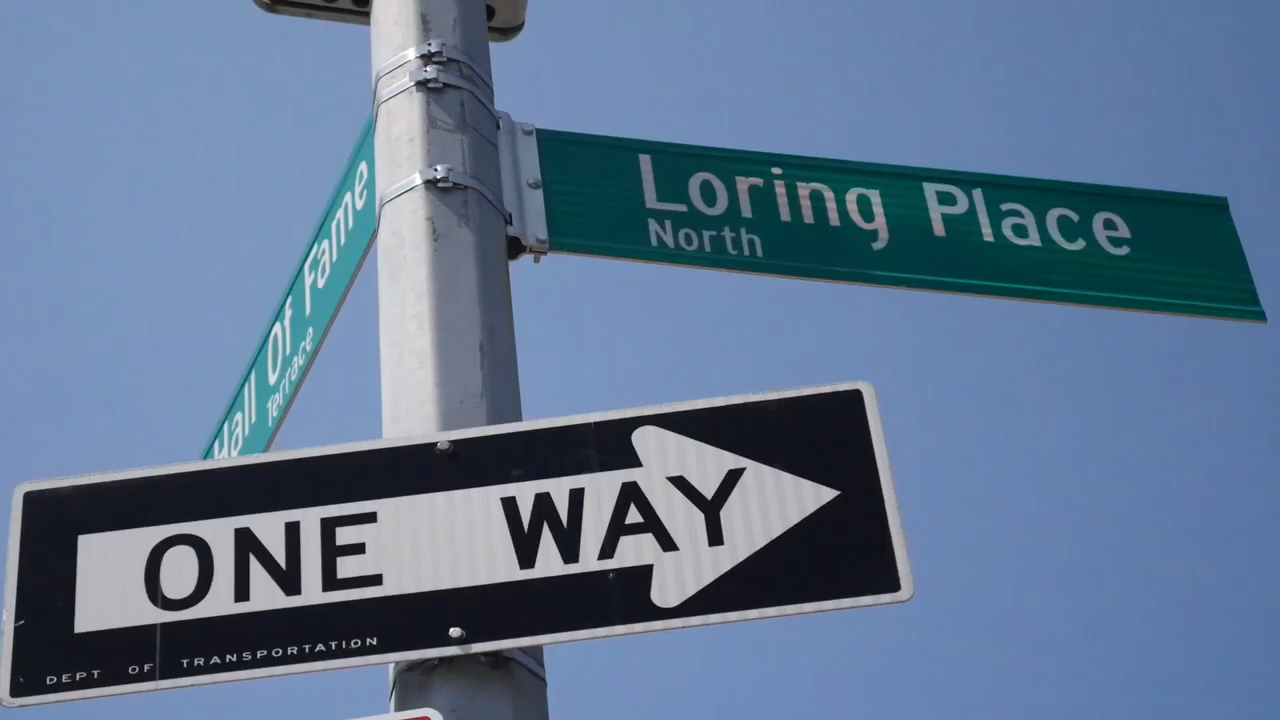 Loring Place
North
Hall Of Fame
Terrace
ONE WAY
DEPT OF TRANSPORTATION